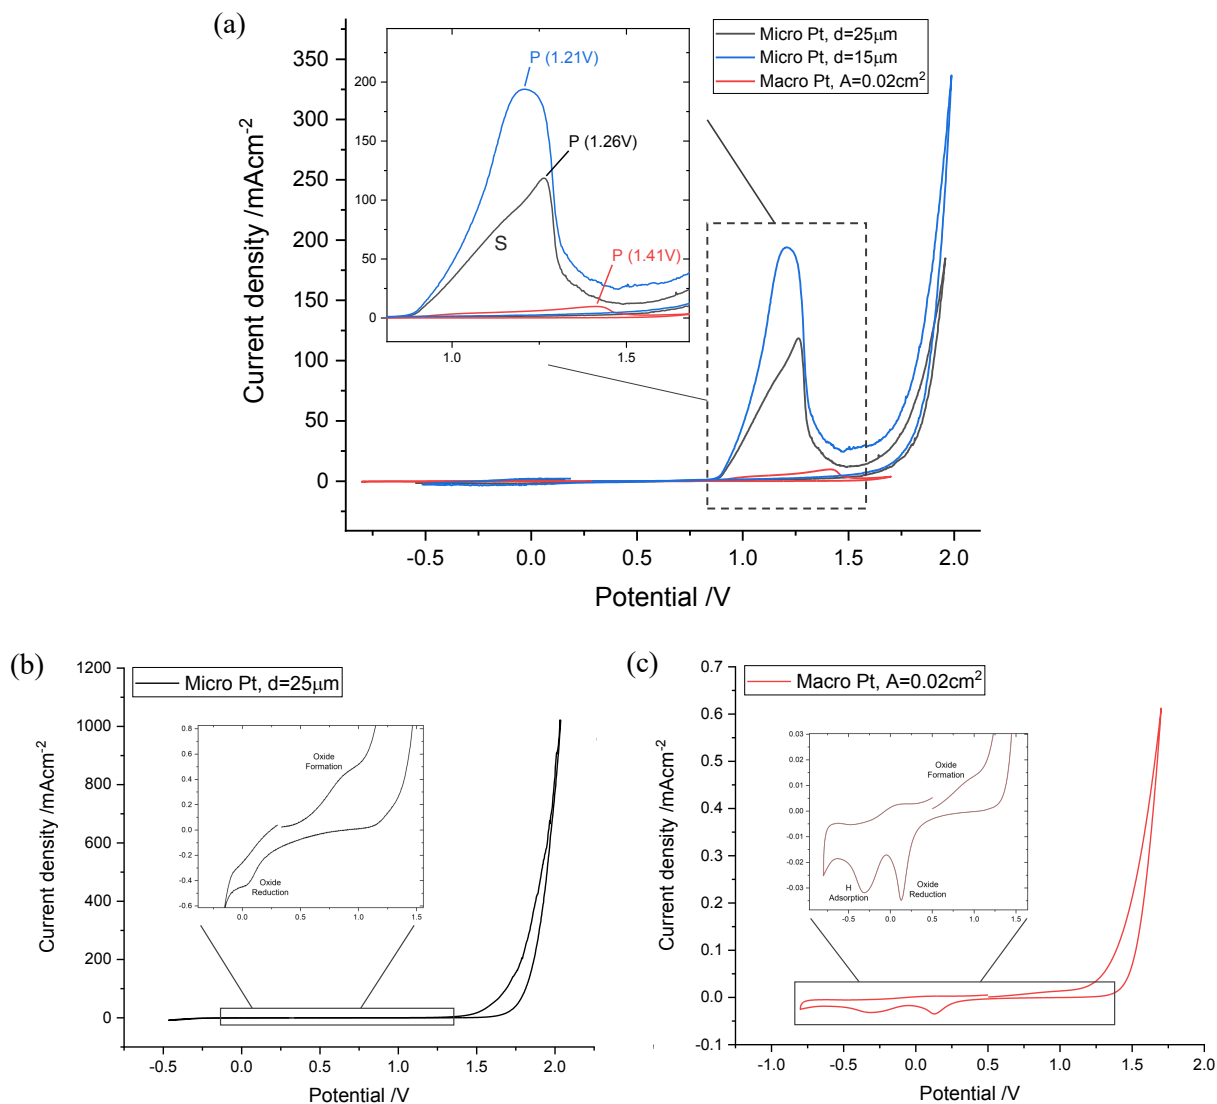 (a)
Micro Pt, d=25μm
Micro Pt, d=15μm
Macro Pt, A=0.02cm²
Current density /mAcm⁻²
350
300
250
200
150
100
50
0
-0.5
0.0
0.5
1.0
1.5
2.0
Potential /V
200
150
100
50
0
1.0
1.5
P (1.21V)
P (1.26V)
S
P (1.41V)
(b)
Micro Pt, d=25μm
Current density /mAcm⁻²
1200
1000
800
600
400
200
0
-0.5
0.0
0.5
1.0
1.5
2.0
Potential /V
0.8
0.6
0.4
0.2
0.0
-0.2
-0.4
-0.6
0.0
0.5
1.0
1.5
Oxide
Formation
Oxide
Reduction
(c)
Macro Pt, A=0.02cm²
Current density /mAcm⁻²
0.7
0.6
0.5
0.4
0.3
0.2
0.1
0.0
-0.1
-1.0
-0.5
0.0
0.5
1.0
1.5
2.0
Potential /V
0.03
0.02
0.01
0.00
-0.01
-0.02
-0.03
-0.5
0.0
0.5
1.0
1.5
Oxide
Formation
H
Adsorption
Oxide
Reduction